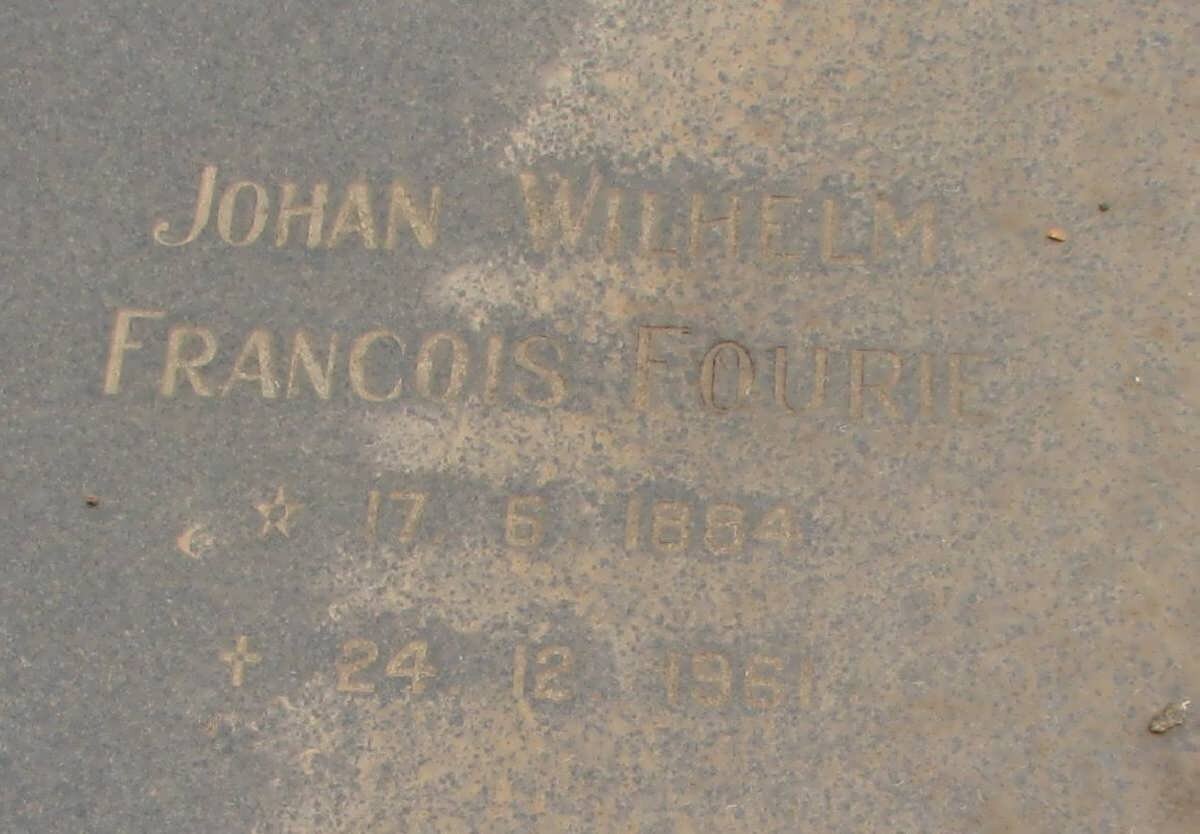 JOHAN WILHELM
FRANCOIS FOURIE
☆ 17. 6. 1884
✝ 24. 12. 1961